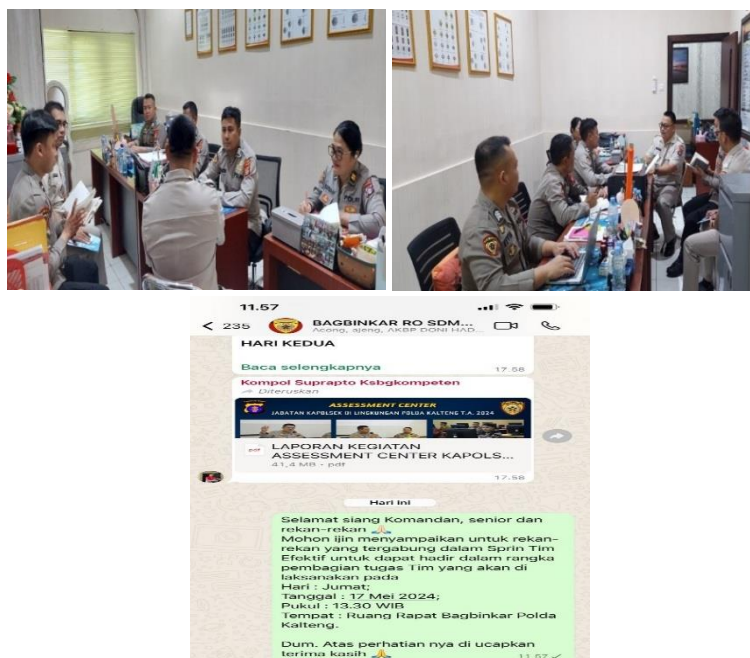 11.57
235
BAGBINKAR RO SDM...
Acong, ajeng, AKBP DONI HAD...
HARI KEDUA
Baca selengkapnya
17.58
Kompol Suprapto Ksbgkompeten
Diteruskan
ASSESSMENT CENTER
JABATAN KAPOLSEK DI LINGKUNGAN POLDA KALTENG T.A. 2024
pdf
LAPORAN KEGIATAN
ASSESSMENT CENTER KAPOLS...
41,4 MB • pdf
17.58
Hari Ini
Selamat siang Komandan, senior dan
rekan-rekan 🙏
Mohon ijin menyampaikan untuk rekan-
rekan yang tergabung dalam Sprin Tim
Efektif untuk dapat hadir dalam rangka
pembagian tugas Tim yang akan di
laksanakan pada
Hari : Jumat;
Tanggal : 17 Mei 2024;
Pukul : 13.30 WIB
Tempat : Ruang Rapat Bagbinkar Polda
Kalteng.
Dum. Atas perhatian nya di ucapkan
terima kasih 🙏
11.57